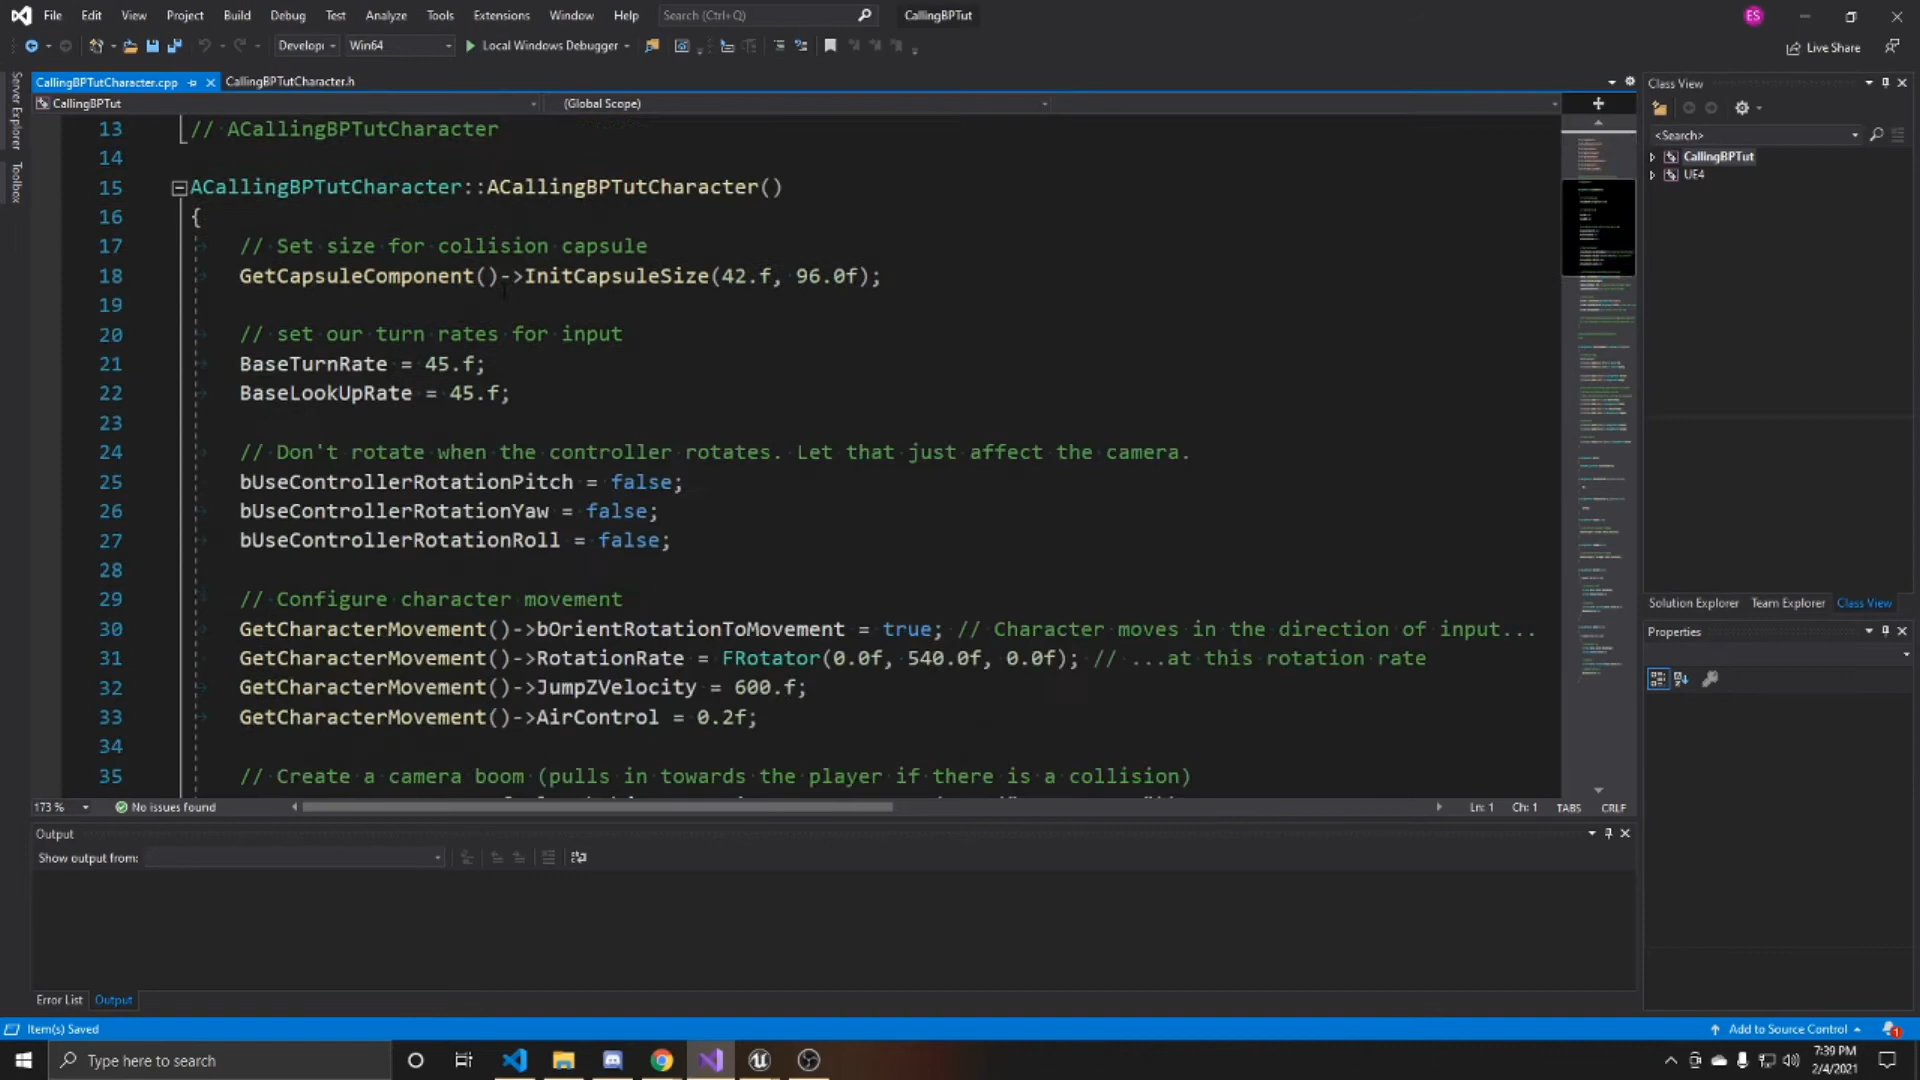 File Edit View Project Build Debug Test Analyze Tools Extensions Window Help Search (Ctrl+Q) CallingBPTut ES
Develop Win64 Local Windows Debugger Live Share
CallingBPTutCharacter.cpp CallingBPTutCharacter.h
CallingBPTut (Global Scope)
Server Explorer
Toolbox
13 // ACallingBPTutCharacter
14
15 ACallingBPTutCharacter::ACallingBPTutCharacter()
16 {
17 // Set size for collision capsule
18 GetCapsuleComponent()->InitCapsuleSize(42.f, 96.0f);
19
20 // set our turn rates for input
21 BaseTurnRate = 45.f;
22 BaseLookUpRate = 45.f;
23
24 // Don't rotate when the controller rotates. Let that just affect the camera.
25 bUseControllerRotationPitch = false;
26 bUseControllerRotationYaw = false;
27 bUseControllerRotationRoll = false;
28
29 // Configure character movement
30 GetCharacterMovement()->bOrientRotationToMovement = true; // Character moves in the direction of input...
31 GetCharacterMovement()->RotationRate = FRotator(0.0f, 540.0f, 0.0f); // ...at this rotation rate
32 GetCharacterMovement()->JumpZVelocity = 600.f;
33 GetCharacterMovement()->AirControl = 0.2f;
34
35 // Create a camera boom (pulls in towards the player if there is a collision)
173 % No issues found Ln: 1 Ch: 1 TABS CRLF
Class View
<Search>
CallingBPTut
UE4
Solution Explorer Team Explorer Class View
Properties
Output
Show output from:
Error List Output
Item(s) Saved Add to Source Control 1
Type here to search
7:39 PM
2/4/2021